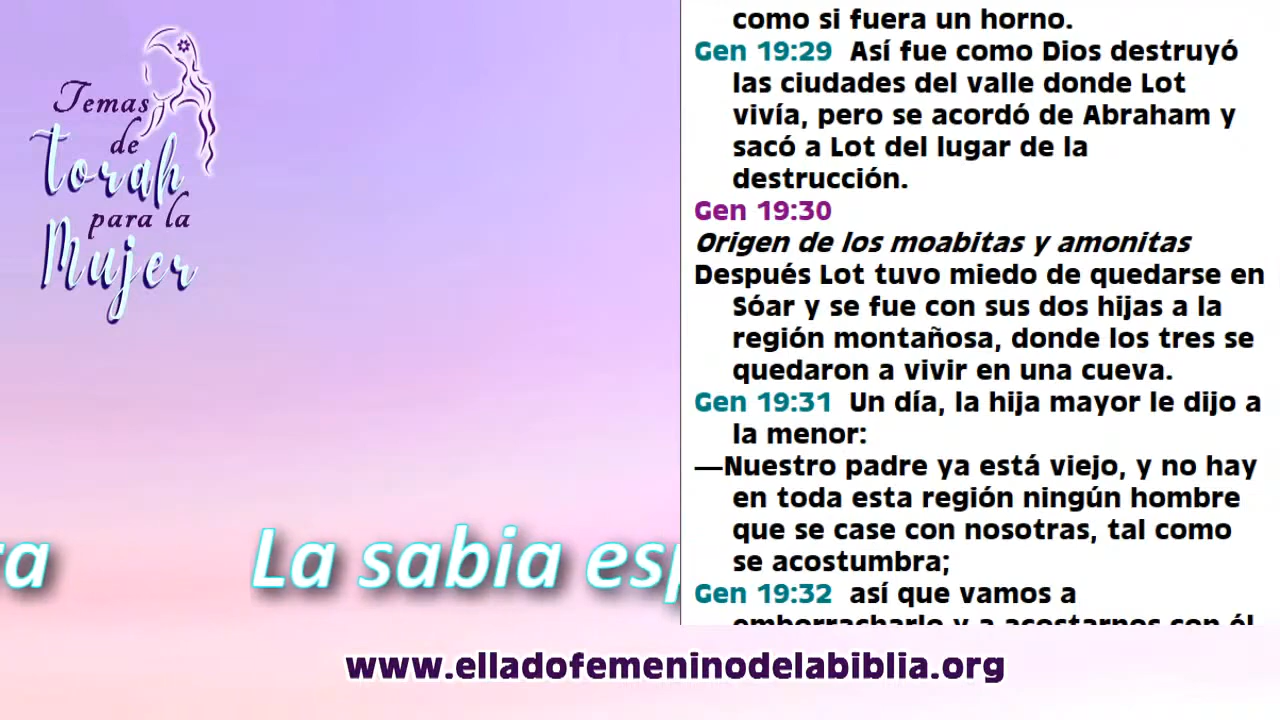 Temas
de
torah
para la
Mujer
como si fuera un horno.
Gen 19:29 Así fue como Dios destruyó
las ciudades del valle donde Lot
vivía, pero se acordó de Abraham y
sacó a Lot del lugar de la
destrucción.
Gen 19:30
Origen de los moabitas y amonitas
Después Lot tuvo miedo de quedarse en
Sóar y se fue con sus dos hijas a la
región montañosa, donde los tres se
quedaron a vivir en una cueva.
Gen 19:31 Un día, la hija mayor le dijo a
la menor:
—Nuestro padre ya está viejo, y no hay
en toda esta región ningún hombre
que se case con nosotras, tal como
se acostumbra;
Gen 19:32 así que vamos a
emborracharlo y a acostarnos con él
La sabia esp
www.elladofemeninodelabiblia.org